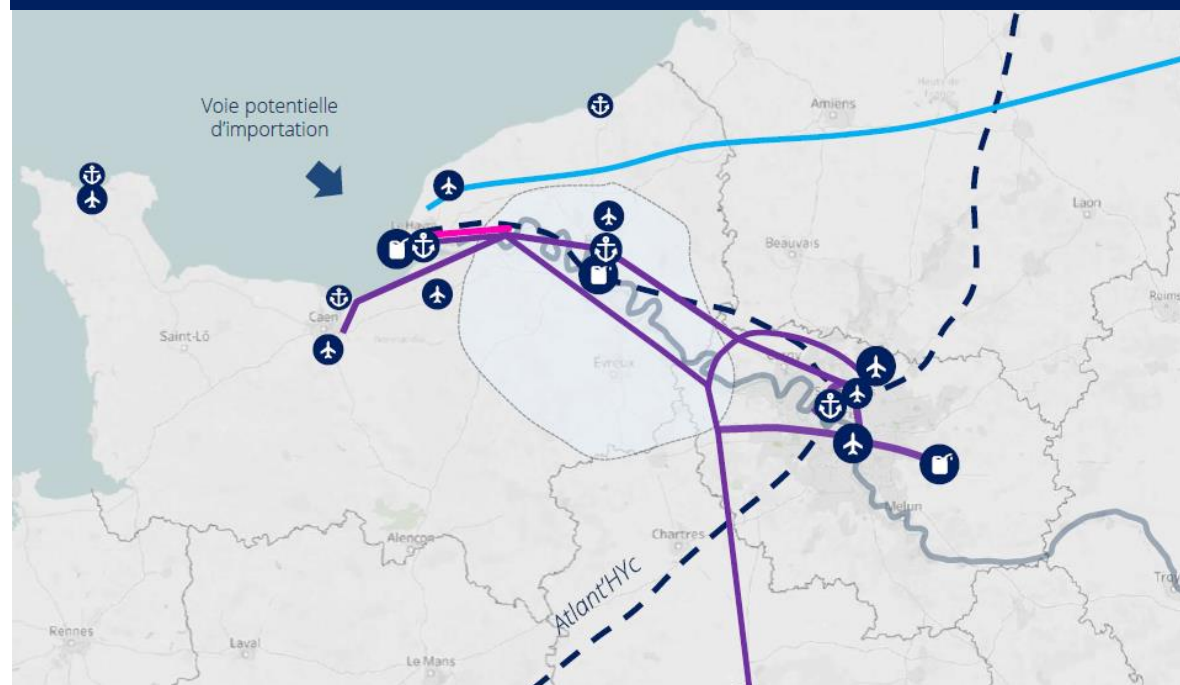 Voie potentielle
d'importation
Amiens
Laon
Beauvais
Caen
Saint-Lô
Evreux
Melun
Chartres
Alençon
Atlant'HYc
Rennes
Laval
Le Mans